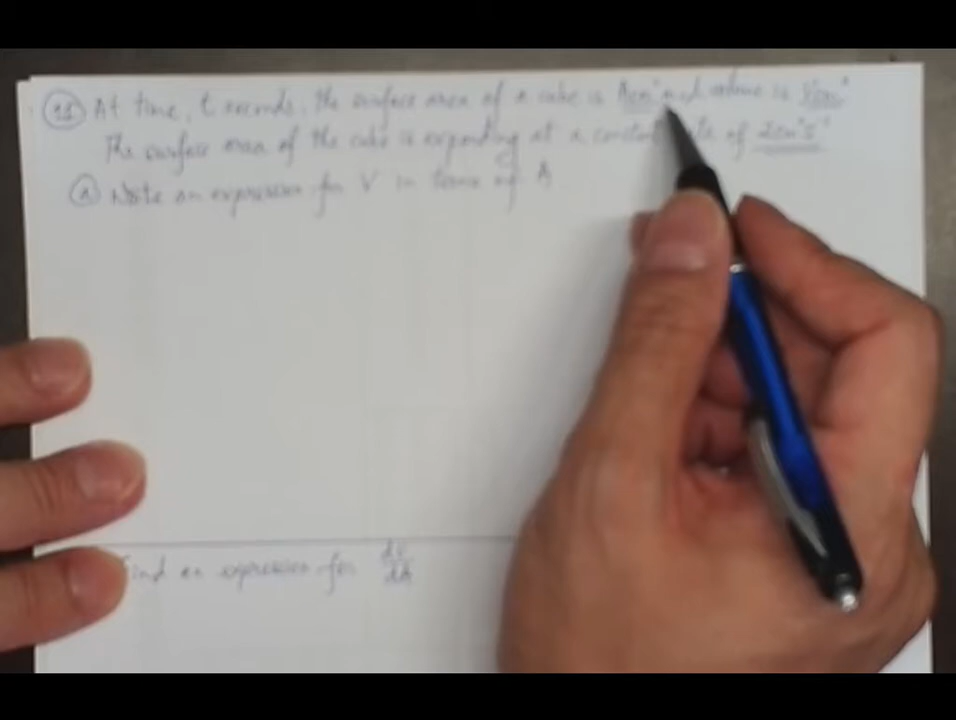 Q1 At time, t seconds, the surface area of a cube is A cm² and volume is V cm³
The surface area of the cube is expanding at a constant rate of 2cm²s⁻¹
(a) Write an expression for V in terms of A
Find an expression for dv/dA